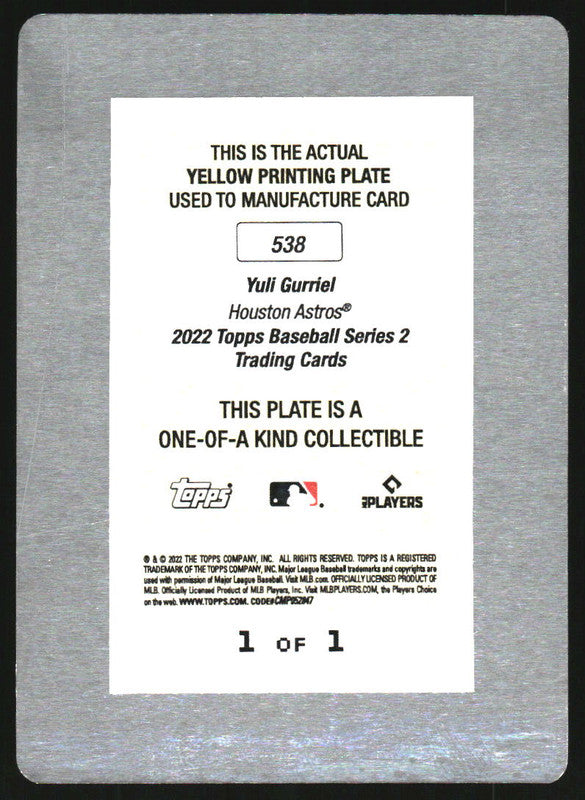 THIS IS THE ACTUAL
YELLOW PRINTING PLATE
USED TO MANUFACTURE CARD
538
Yuli Gurriel
Houston Astros®
2022 Topps Baseball Series 2
Trading Cards
THIS PLATE IS A
ONE-OF-A KIND COLLECTIBLE
topps® MLB PLAYERS
® & © 2022 THE TOPPS COMPANY, INC. ALL RIGHTS RESERVED. TOPPS IS A REGISTERED
TRADEMARK OF THE TOPPS COMPANY, INC. Major League Baseball trademarks and copyrights are
used with permission of Major League Baseball. Visit MLB.com. OFFICIALLY LICENSED PRODUCT OF
MLB. Officially Licensed Product of MLB Players, Inc. Visit MLBPLAYERS.COM, the Players Choice
on the web. WWW.TOPPS.COM. CODE#CMP052047
1 OF 1